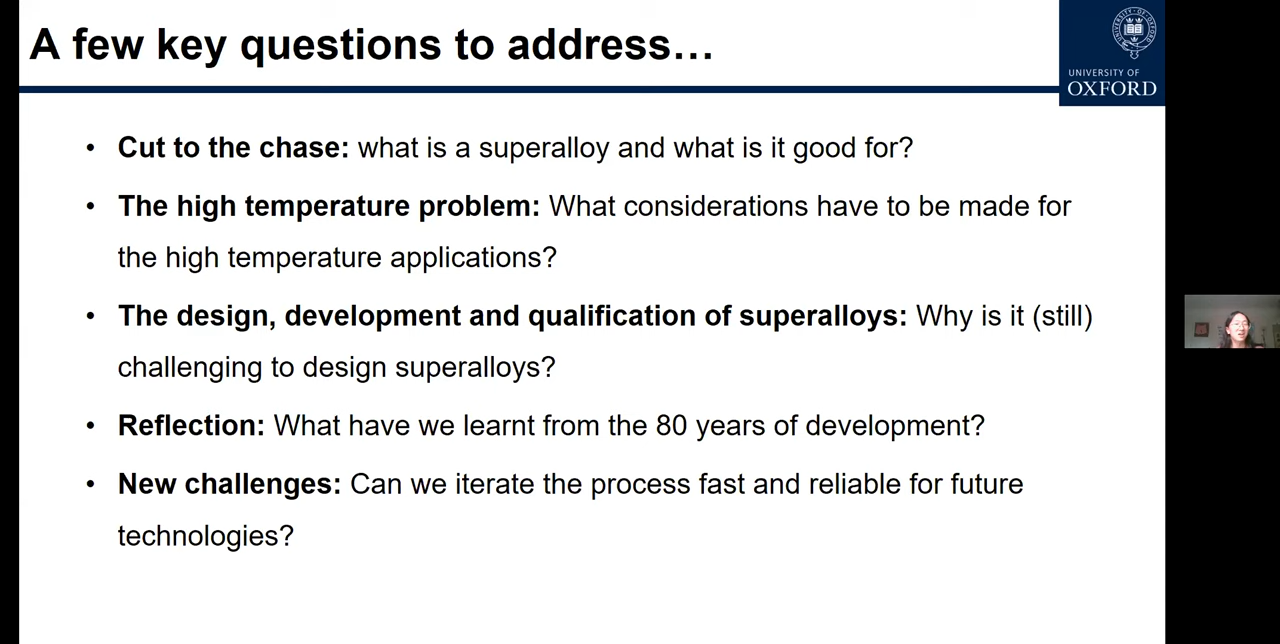 A few key questions to address…
UNIVERSITY OF
OXFORD
• Cut to the chase: what is a superalloy and what is it good for?
• The high temperature problem: What considerations have to be made for
the high temperature applications?
• The design, development and qualification of superalloys: Why is it (still)
challenging to design superalloys?
• Reflection: What have we learnt from the 80 years of development?
• New challenges: Can we iterate the process fast and reliable for future
technologies?